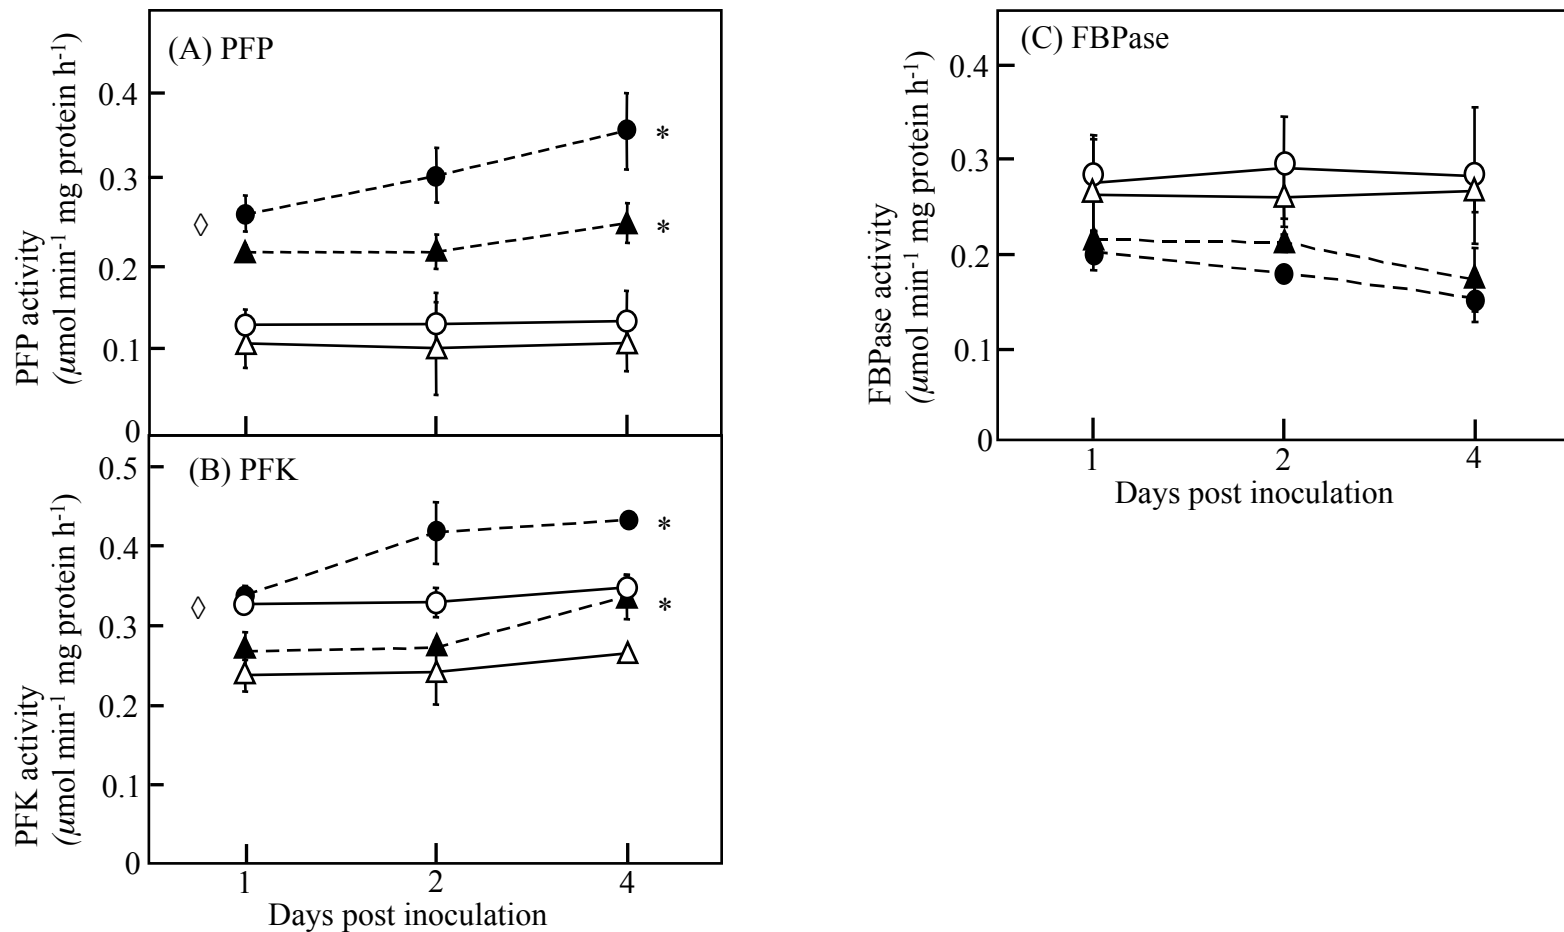 (A) PFP
PFP activity
(μmol min-1 mg protein h-1)
0.4
0.3
0.2
0.1
0
◊
*
*
(B) PFK
PFK activity
(μmol min-1 mg protein h-1)
0.5
0.4
0.3
0.2
0.1
0
◊
*
*
1 2 4
Days post inoculation
(C) FBPase
FBPase activity
(μmol min-1 mg protein h-1)
0.4
0.3
0.2
0.1
0
1 2 4
Days post inoculation